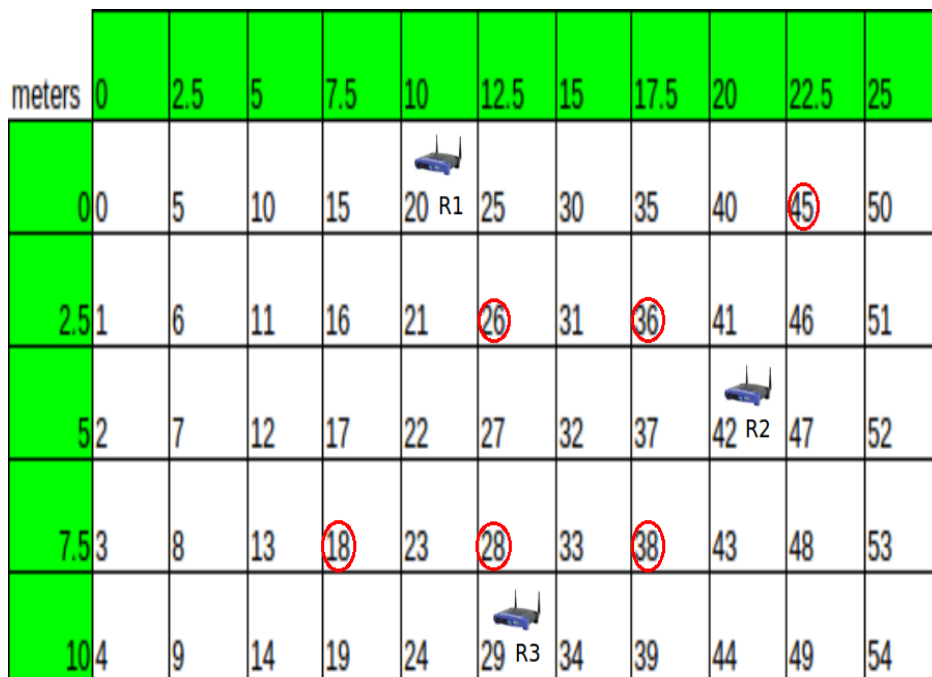 meters 0 2.5 5 7.5 10 12.5 15 17.5 20 22.5 25
0 0 5 10 15 20 R1 25 30 35 40 45 50
2.5 1 6 11 16 21 26 31 36 41 46 51
5 2 7 12 17 22 27 32 37 42 R2 47 52
7.5 3 8 13 18 23 28 33 38 43 48 53
10 4 9 14 19 24 29 R3 34 39 44 49 54